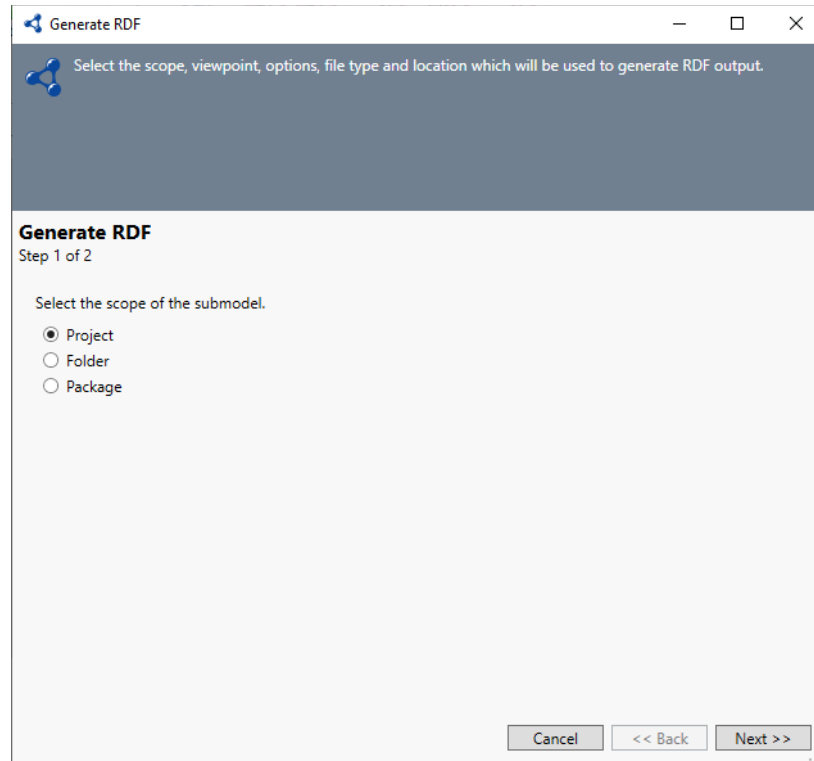 Generate RDF
Select the scope, viewpoint, options, file type and location which will be used to generate RDF output.
Generate RDF
Step 1 of 2
Select the scope of the submodel.
Project
Folder
Package
Cancel
<< Back
Next >>